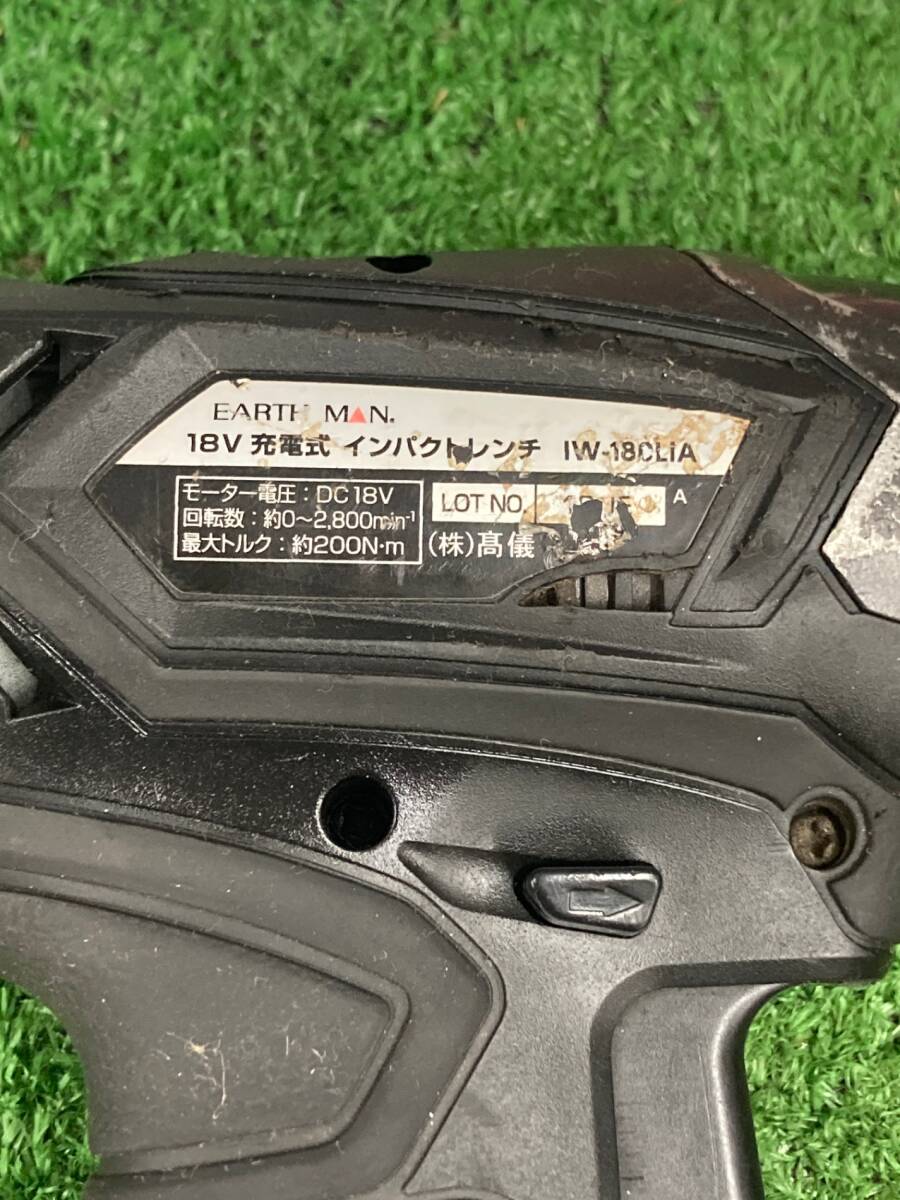 EARTH MAN.
18V 充電式 インパクトレンチ IW-180LiA
モーター電圧:DC18V
回転数:約0~2,800min⁻¹
最大トルク:約200N·m
LOT NO.
A
(株)髙儀